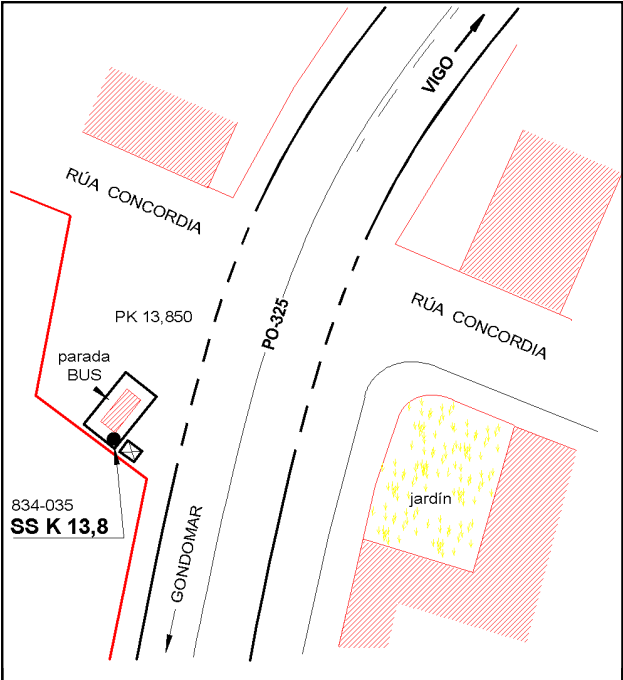 VIGO
RÚA CONCORDIA
PO-325
RÚA CONCORDIA
PK 13,850
parada
BUS
jardín
834-035
SS K 13,8
GONDOMAR